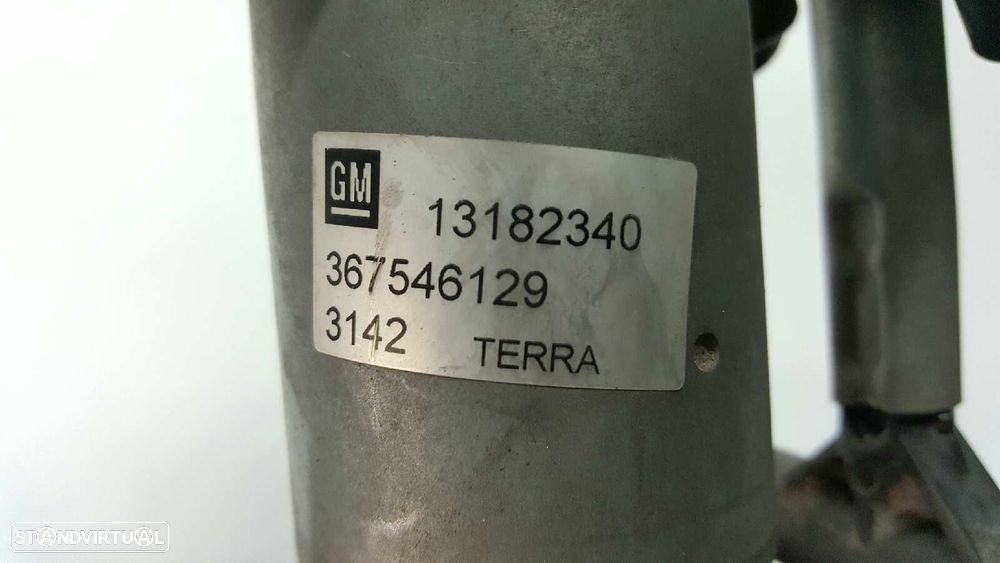 GM
13182340
367546129
3142 TERRA
STANDVIRTUAL